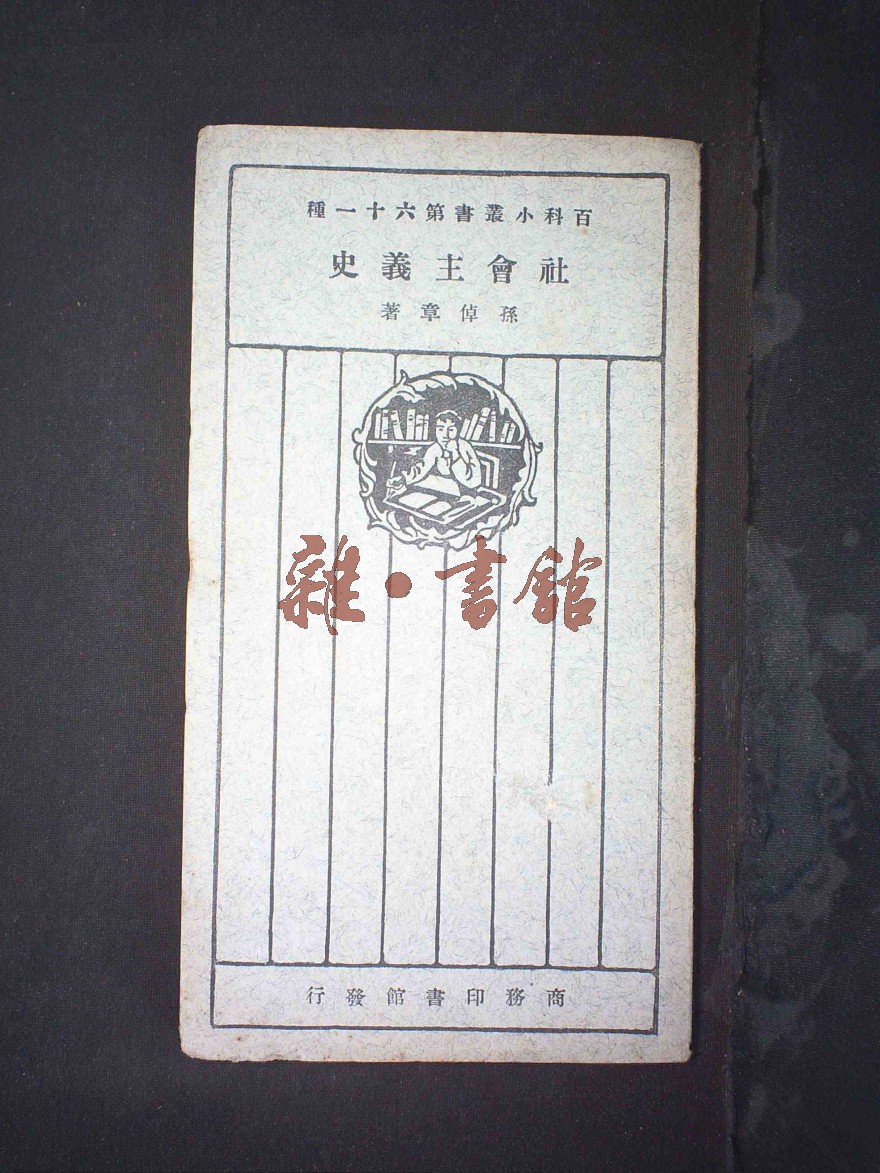 百科小叢書第六十一種
社會主義史
孫倬章著
雜·書館
商務印書館發行